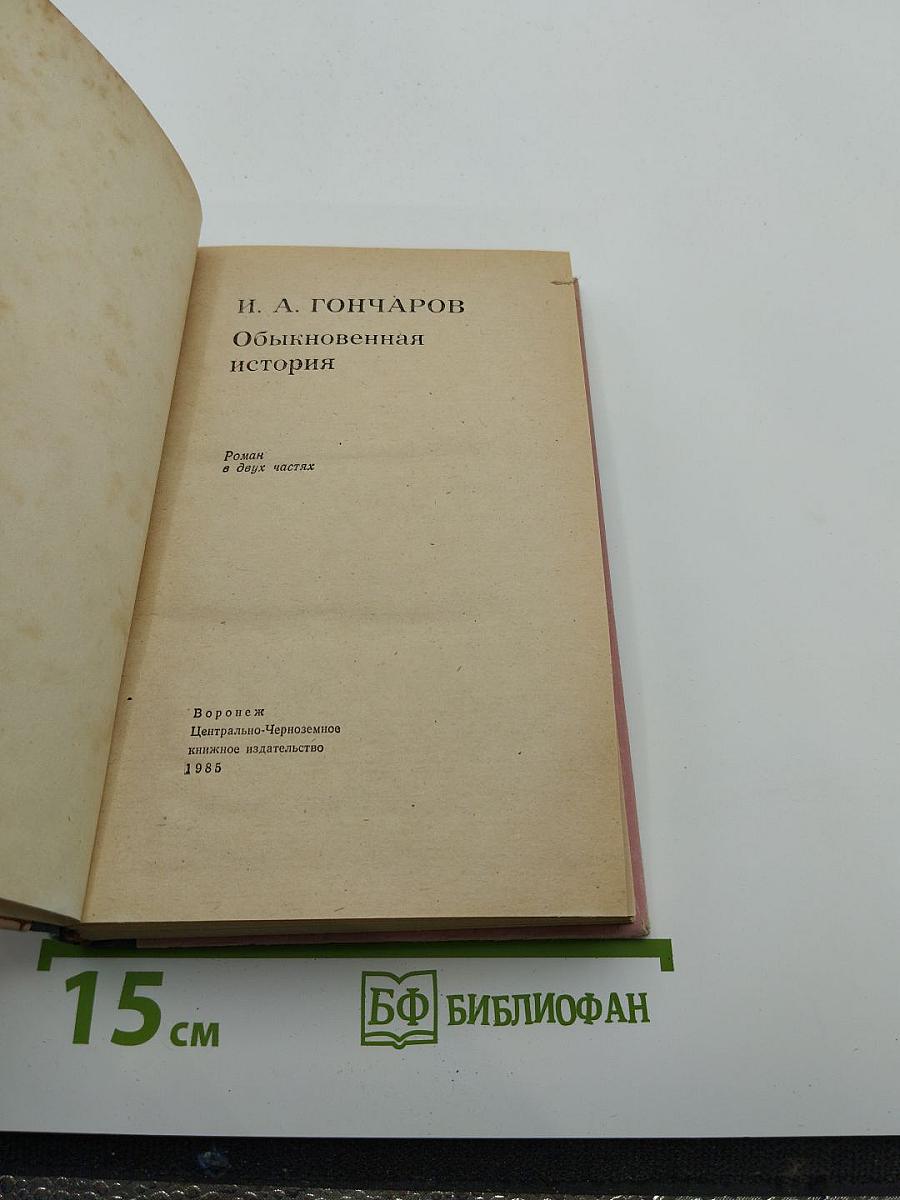 И. А. ГОНЧАРОВ
Обыкновенная
история
Роман
в двух частях
Воронеж
Центрально-Черноземное
книжное издательство
1985
15 см
БФ БИБЛИОФАН